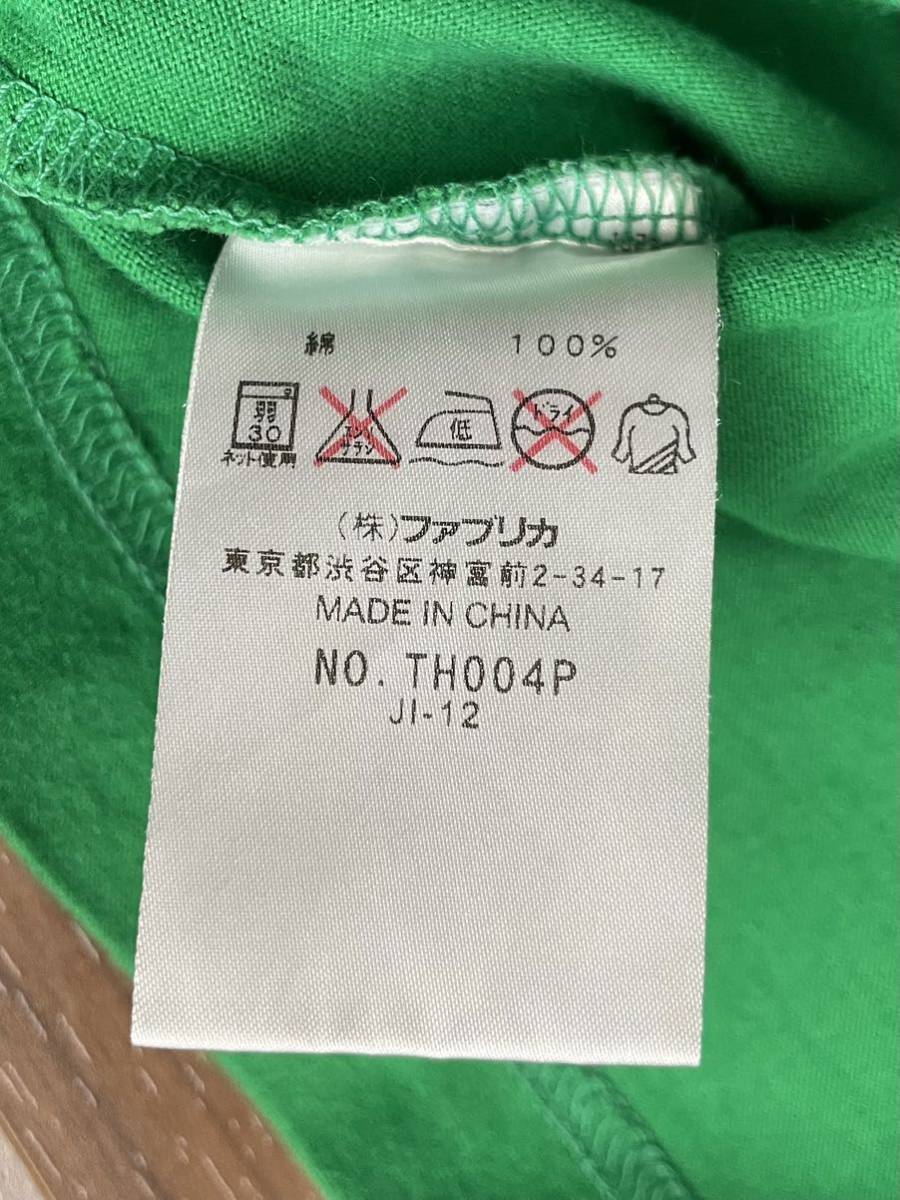 綿 100%
弱
30
ネット使用
エンソ
サラシ
低
ドライ
(株)ファブリカ
東京都渋谷区神宮前2-34-17
MADE IN CHINA
NO. TH004P
JI-12